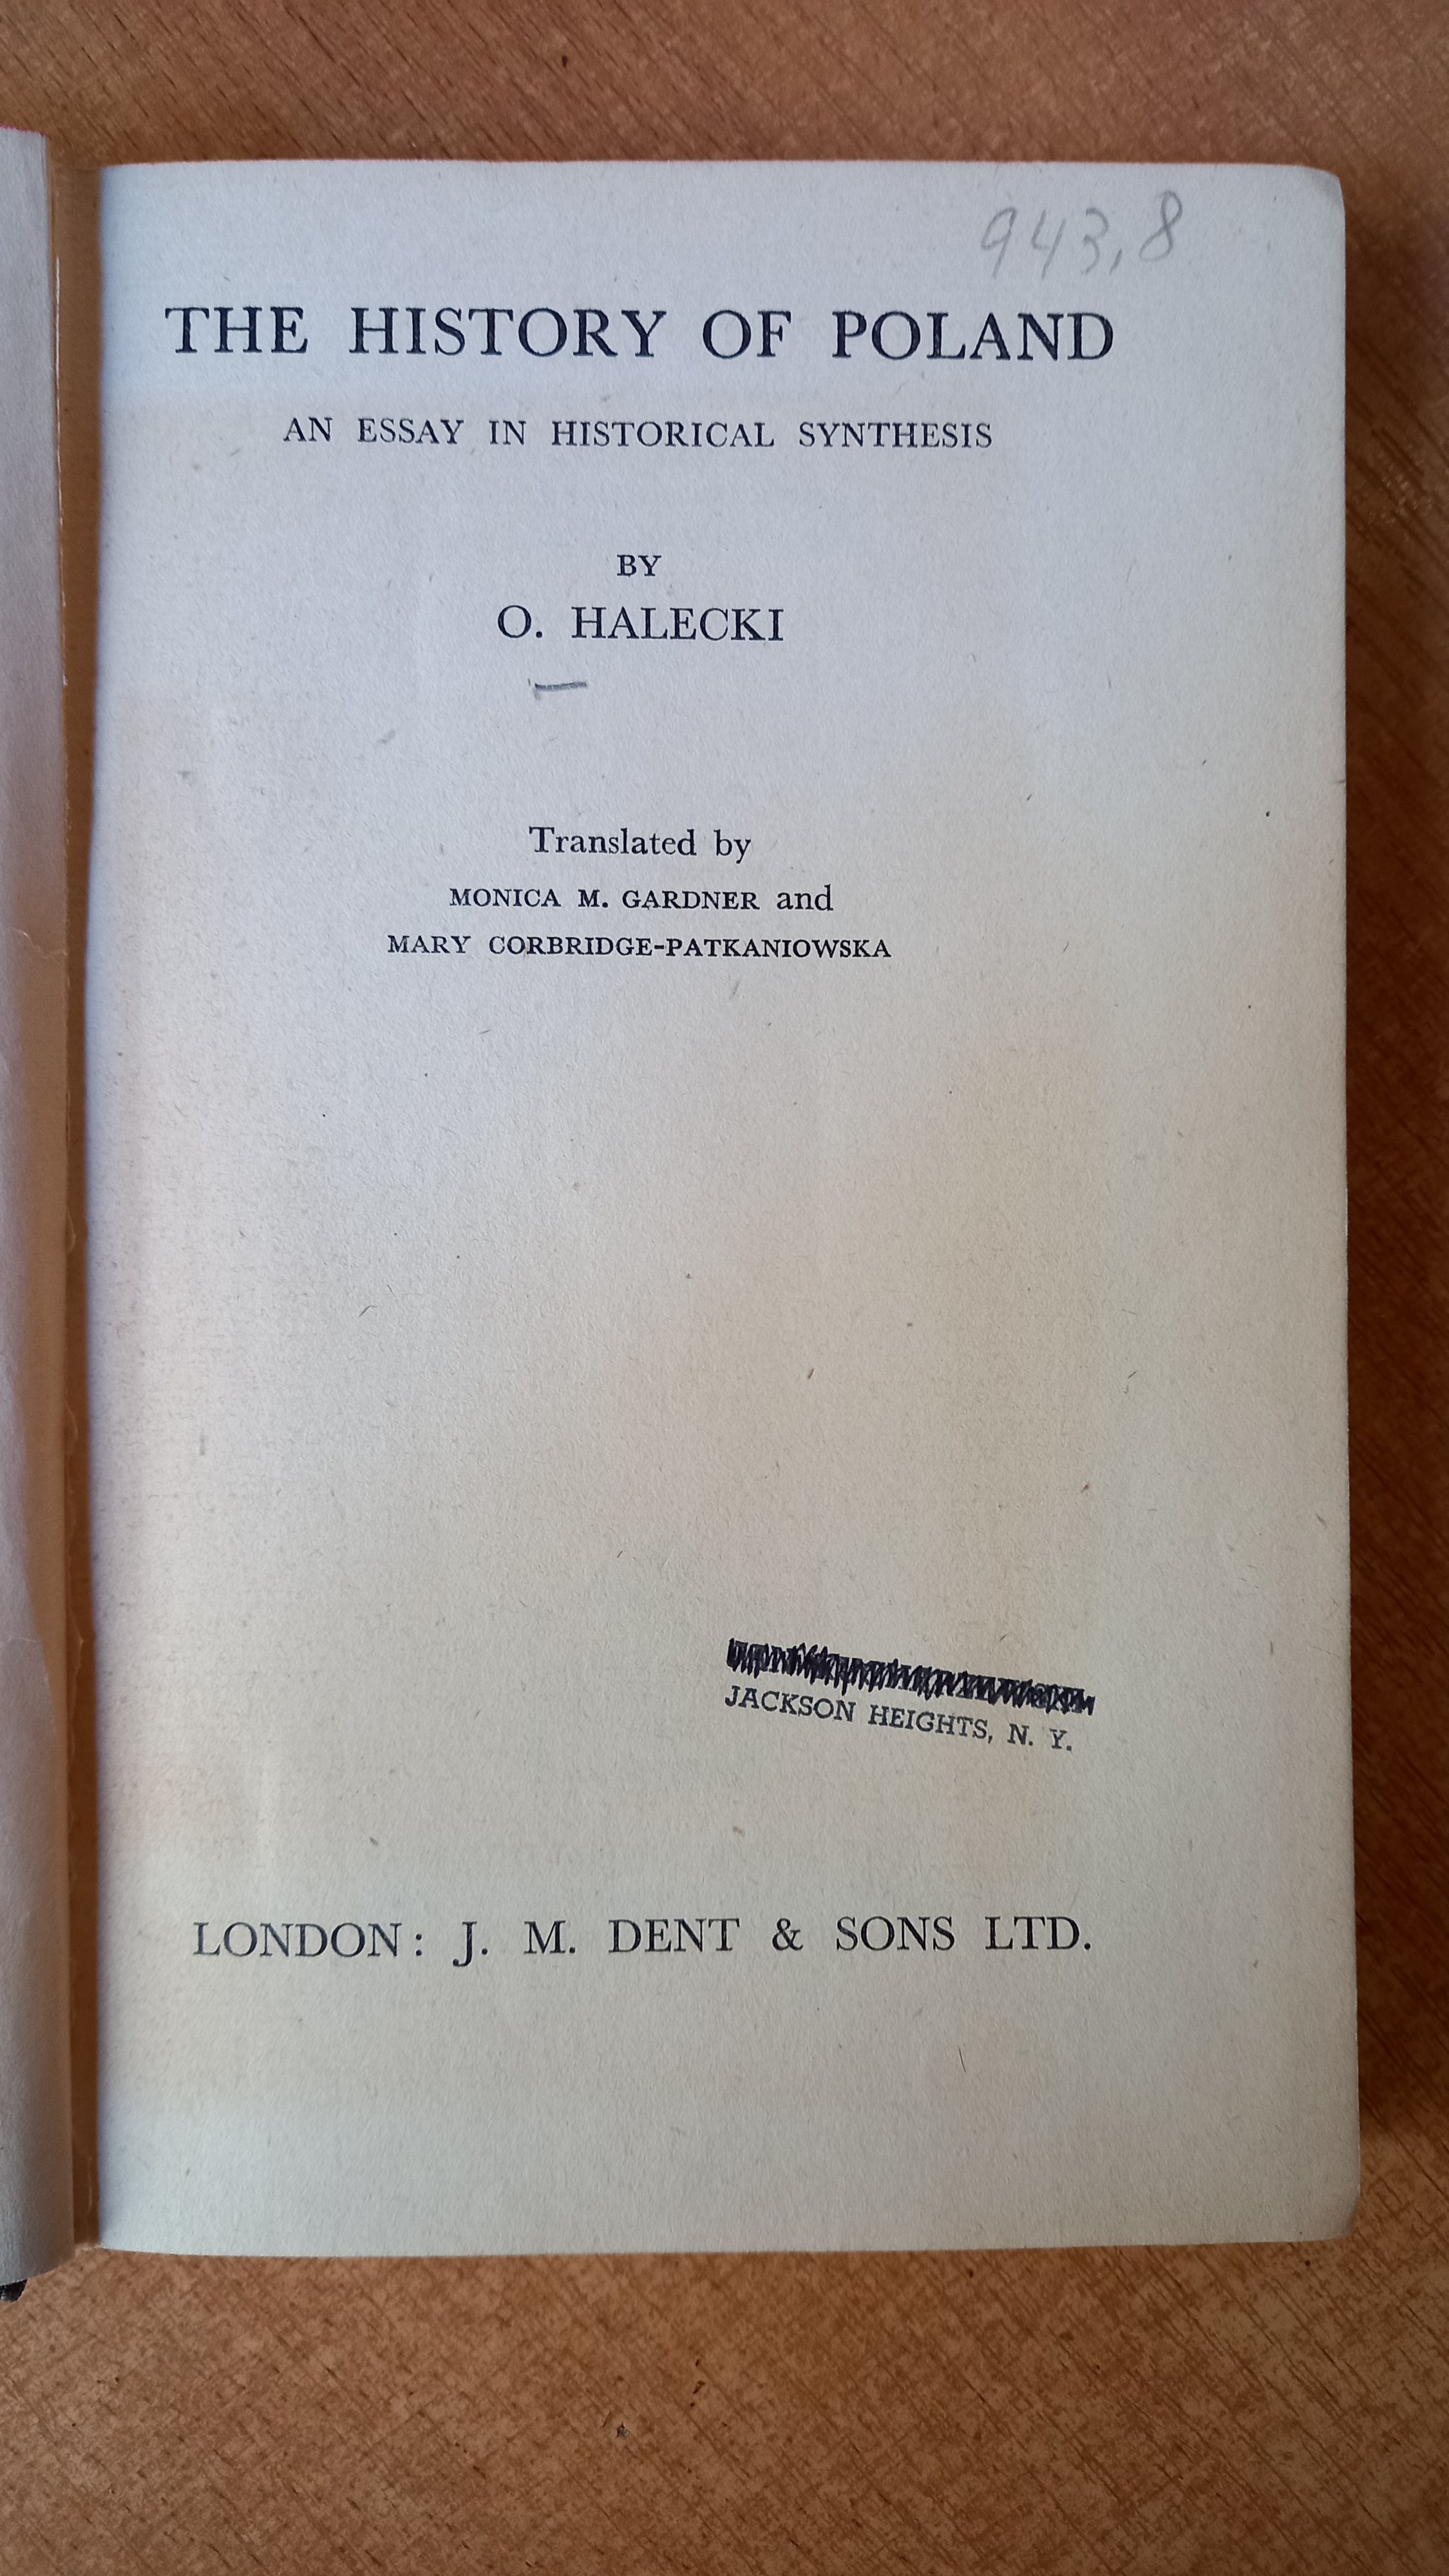 943,8
THE HISTORY OF POLAND
AN ESSAY IN HISTORICAL SYNTHESIS
BY
O. HALECKI
Translated by
MONICA M. GARDNER and
MARY CORBRIDGE-PATKANIOWSKA
JACKSON HEIGHTS, N. Y.
LONDON: J. M. DENT & SONS LTD.